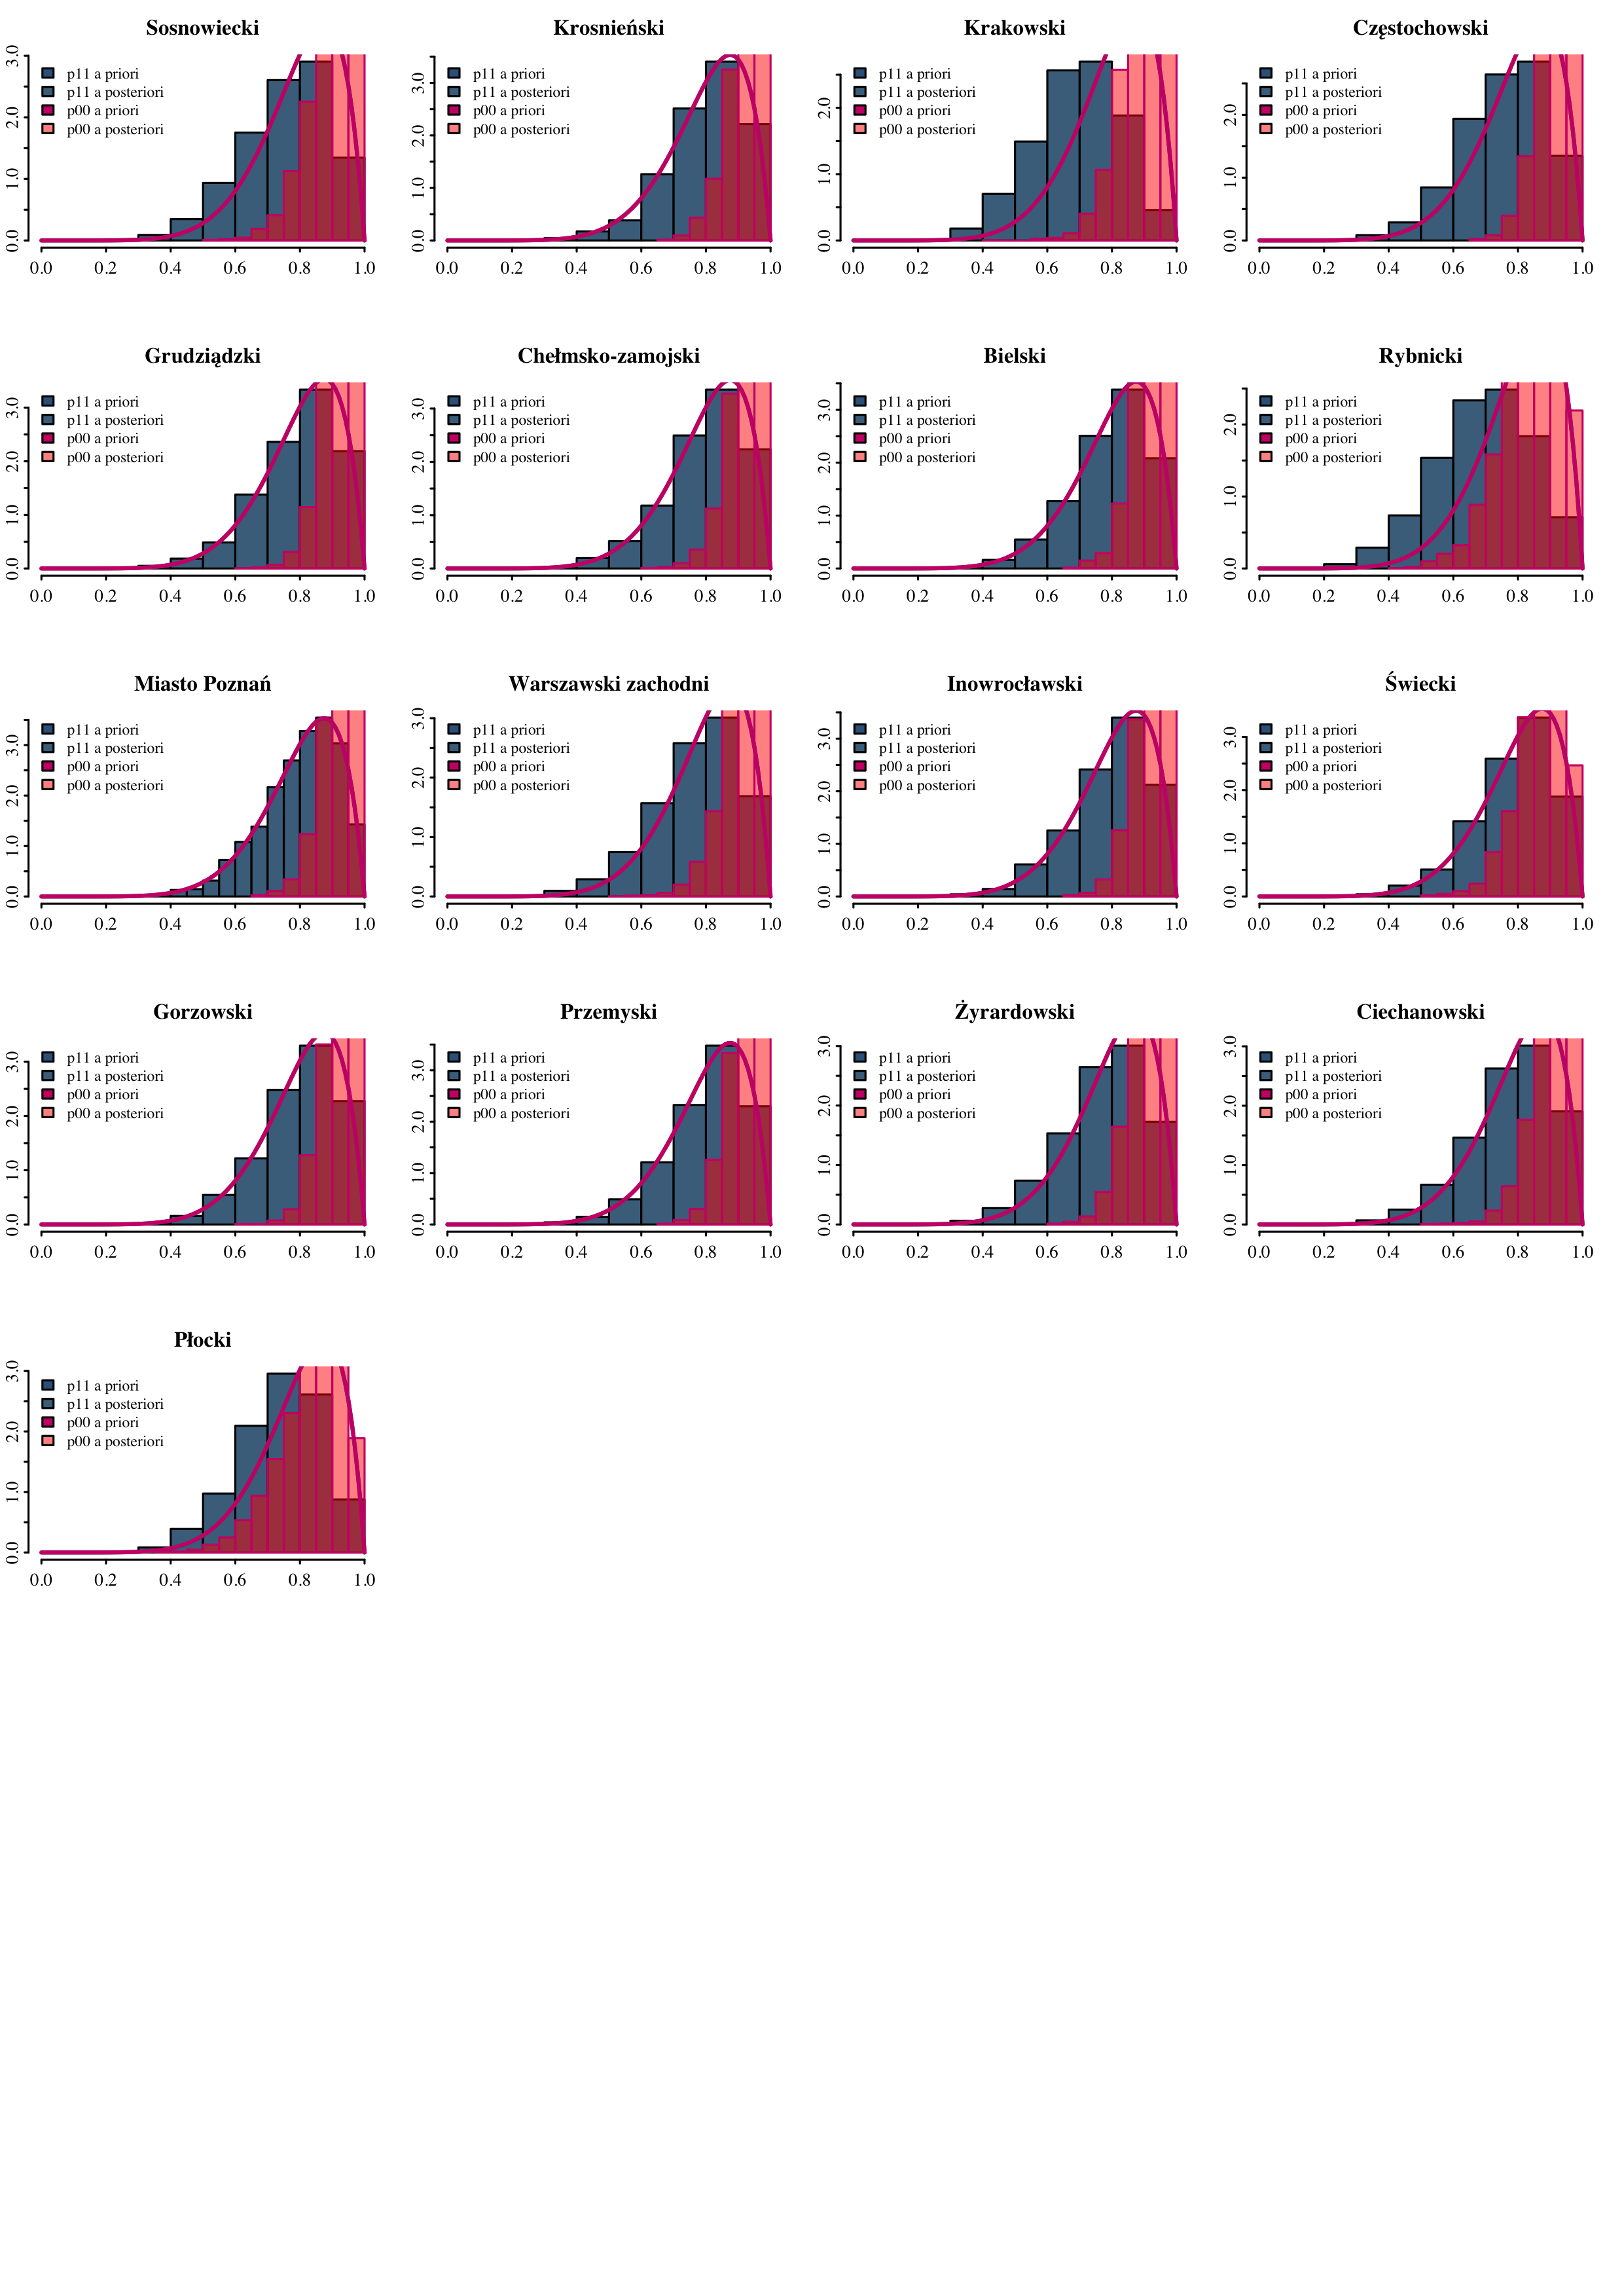 Sosnowiecki
p11 a priori
p11 a posteriori
p00 a priori
p00 a posteriori
0.0 1.0 2.0 3.0
0.0 0.2 0.4 0.6 0.8 1.0
Krosnieński
p11 a priori
p11 a posteriori
p00 a priori
p00 a posteriori
0.0 1.0 2.0 3.0
0.0 0.2 0.4 0.6 0.8 1.0
Krakowski
p11 a priori
p11 a posteriori
p00 a priori
p00 a posteriori
0.0 1.0 2.0
0.0 0.2 0.4 0.6 0.8 1.0
Częstochowski
p11 a priori
p11 a posteriori
p00 a priori
p00 a posteriori
0.0 1.0 2.0
0.0 0.2 0.4 0.6 0.8 1.0
Grudziądzki
p11 a priori
p11 a posteriori
p00 a priori
p00 a posteriori
0.0 1.0 2.0 3.0
0.0 0.2 0.4 0.6 0.8 1.0
Chełmsko-zamojski
p11 a priori
p11 a posteriori
p00 a priori
p00 a posteriori
0.0 1.0 2.0 3.0
0.0 0.2 0.4 0.6 0.8 1.0
Bielski
p11 a priori
p11 a posteriori
p00 a priori
p00 a posteriori
0.0 1.0 2.0 3.0
0.0 0.2 0.4 0.6 0.8 1.0
Rybnicki
p11 a priori
p11 a posteriori
p00 a priori
p00 a posteriori
0.0 1.0 2.0
0.0 0.2 0.4 0.6 0.8 1.0
Miasto Poznań
p11 a priori
p11 a posteriori
p00 a priori
p00 a posteriori
0.0 1.0 2.0 3.0
0.0 0.2 0.4 0.6 0.8 1.0
Warszawski zachodni
p11 a priori
p11 a posteriori
p00 a priori
p00 a posteriori
0.0 1.0 2.0 3.0
0.0 0.2 0.4 0.6 0.8 1.0
Inowrocławski
p11 a priori
p11 a posteriori
p00 a priori
p00 a posteriori
0.0 1.0 2.0 3.0
0.0 0.2 0.4 0.6 0.8 1.0
Świecki
p11 a priori
p11 a posteriori
p00 a priori
p00 a posteriori
0.0 1.0 2.0 3.0
0.0 0.2 0.4 0.6 0.8 1.0
Gorzowski
p11 a priori
p11 a posteriori
p00 a priori
p00 a posteriori
0.0 1.0 2.0 3.0
0.0 0.2 0.4 0.6 0.8 1.0
Przemyski
p11 a priori
p11 a posteriori
p00 a priori
p00 a posteriori
0.0 1.0 2.0 3.0
0.0 0.2 0.4 0.6 0.8 1.0
Żyrardowski
p11 a priori
p11 a posteriori
p00 a priori
p00 a posteriori
0.0 1.0 2.0 3.0
0.0 0.2 0.4 0.6 0.8 1.0
Ciechanowski
p11 a priori
p11 a posteriori
p00 a priori
p00 a posteriori
0.0 1.0 2.0 3.0
0.0 0.2 0.4 0.6 0.8 1.0
Płocki
p11 a priori
p11 a posteriori
p00 a priori
p00 a posteriori
0.0 1.0 2.0 3.0
0.0 0.2 0.4 0.6 0.8 1.0